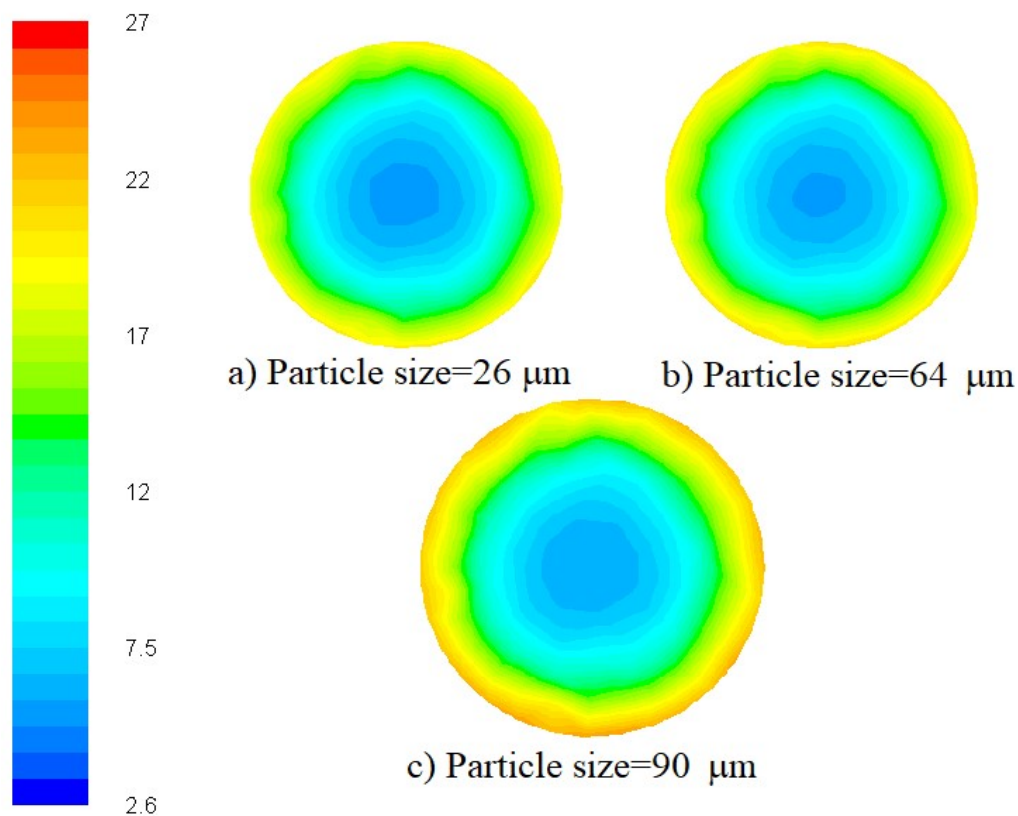 27
22
17
12
7.5
2.6
a) Particle size=26 μm
b) Particle size=64 μm
c) Particle size=90 μm